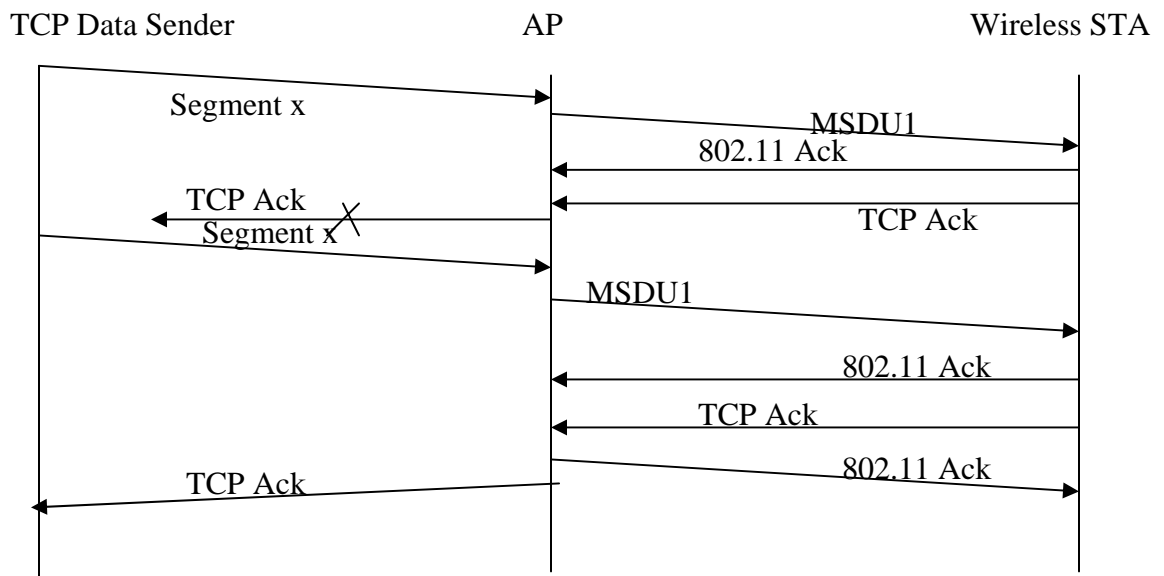 TCP Data Sender AP Wireless STA
Segment x
MSDU1
802.11 Ack
TCP Ack
TCP Ack
Segment x
MSDU1
802.11 Ack
TCP Ack
802.11 Ack
TCP Ack